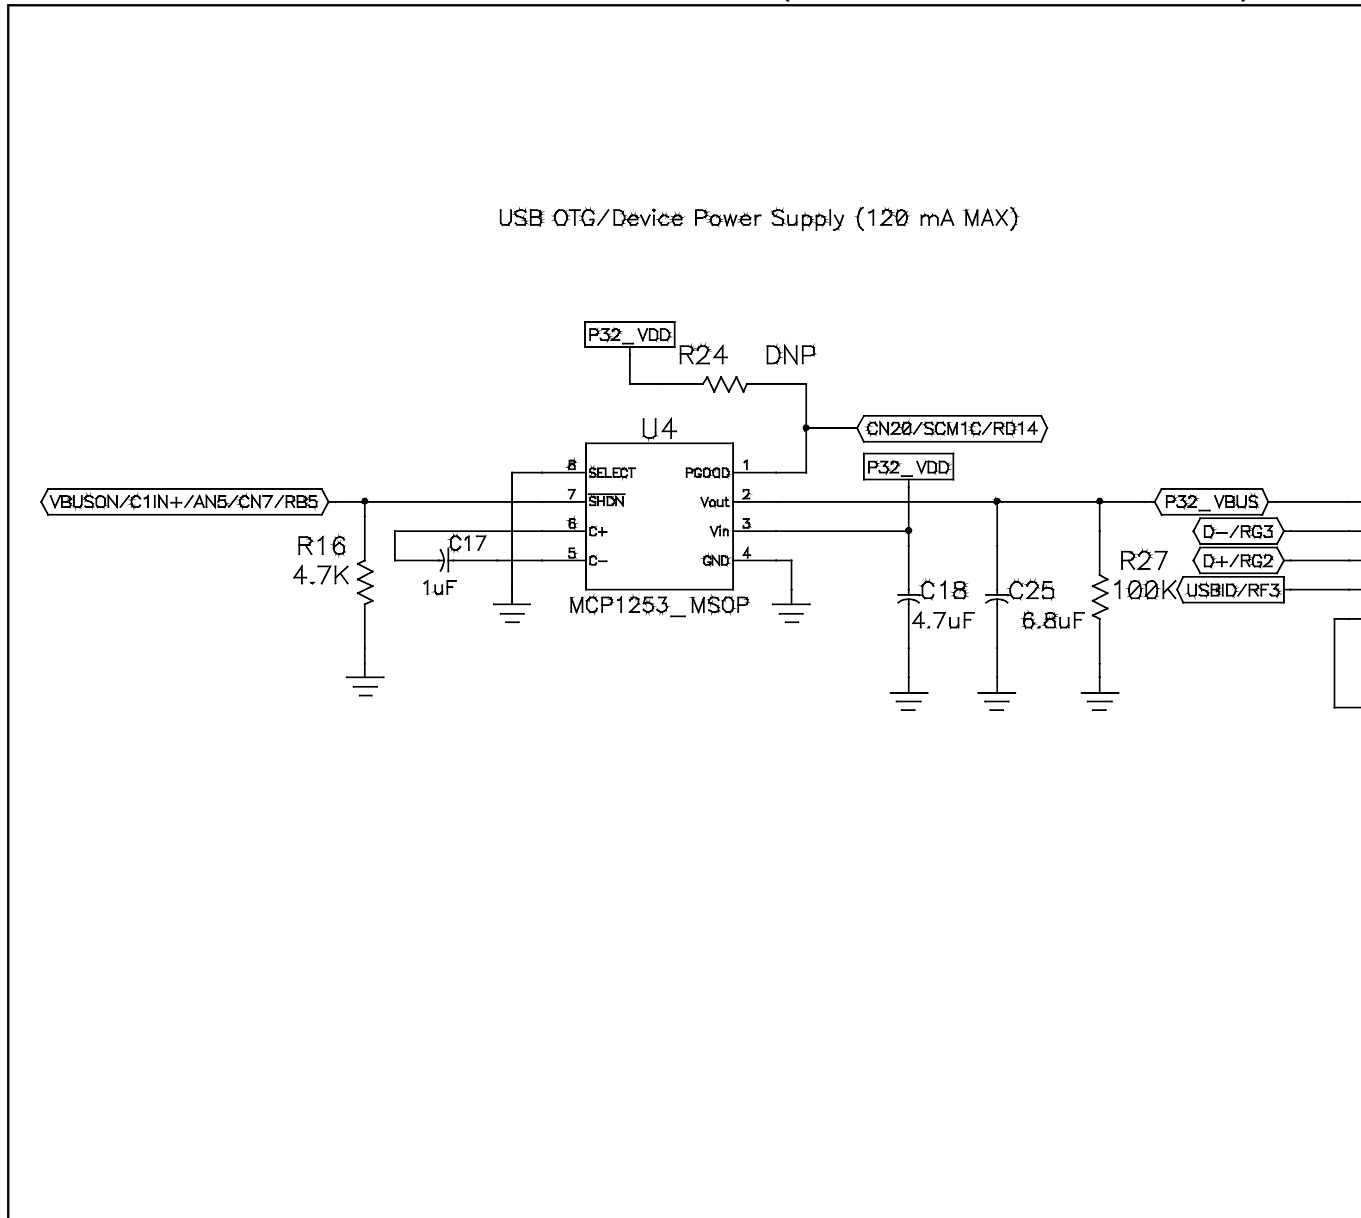 USB OTG/Device Power Supply (120 mA MAX)
P32_VDD
R24 DNP
U4
CN20/SCM1C/RD14
P32_VDD
8 SELECT PGOOD 1
VBUSON/C1IN+/AN5/CN7/RB5
7 SHDN Vout 2
P32_VBUS
6 C+ Vin 3
D-/RG3
R16
4.7K
C17
1uF
5 C- GND 4
D+/RG2
R27
100K
USBID/RF3
MCP1253_MSOP
C18
4.7uF
C25
6.8uF